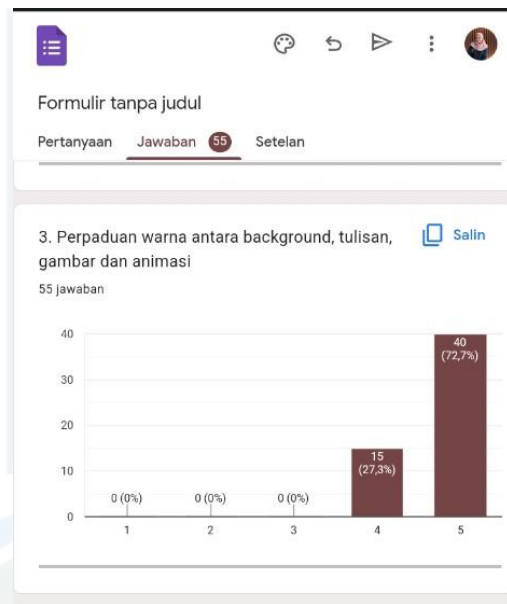 Formulir tanpa judul
Pertanyaan Jawaban 55 Setelan
3. Perpaduan warna antara background, tulisan, gambar dan animasi
Salin
55 jawaban
40
30
20
10
0
0 (0%) 0 (0%) 0 (0%) 15 (27,3%) 40 (72,7%)
1 2 3 4 5